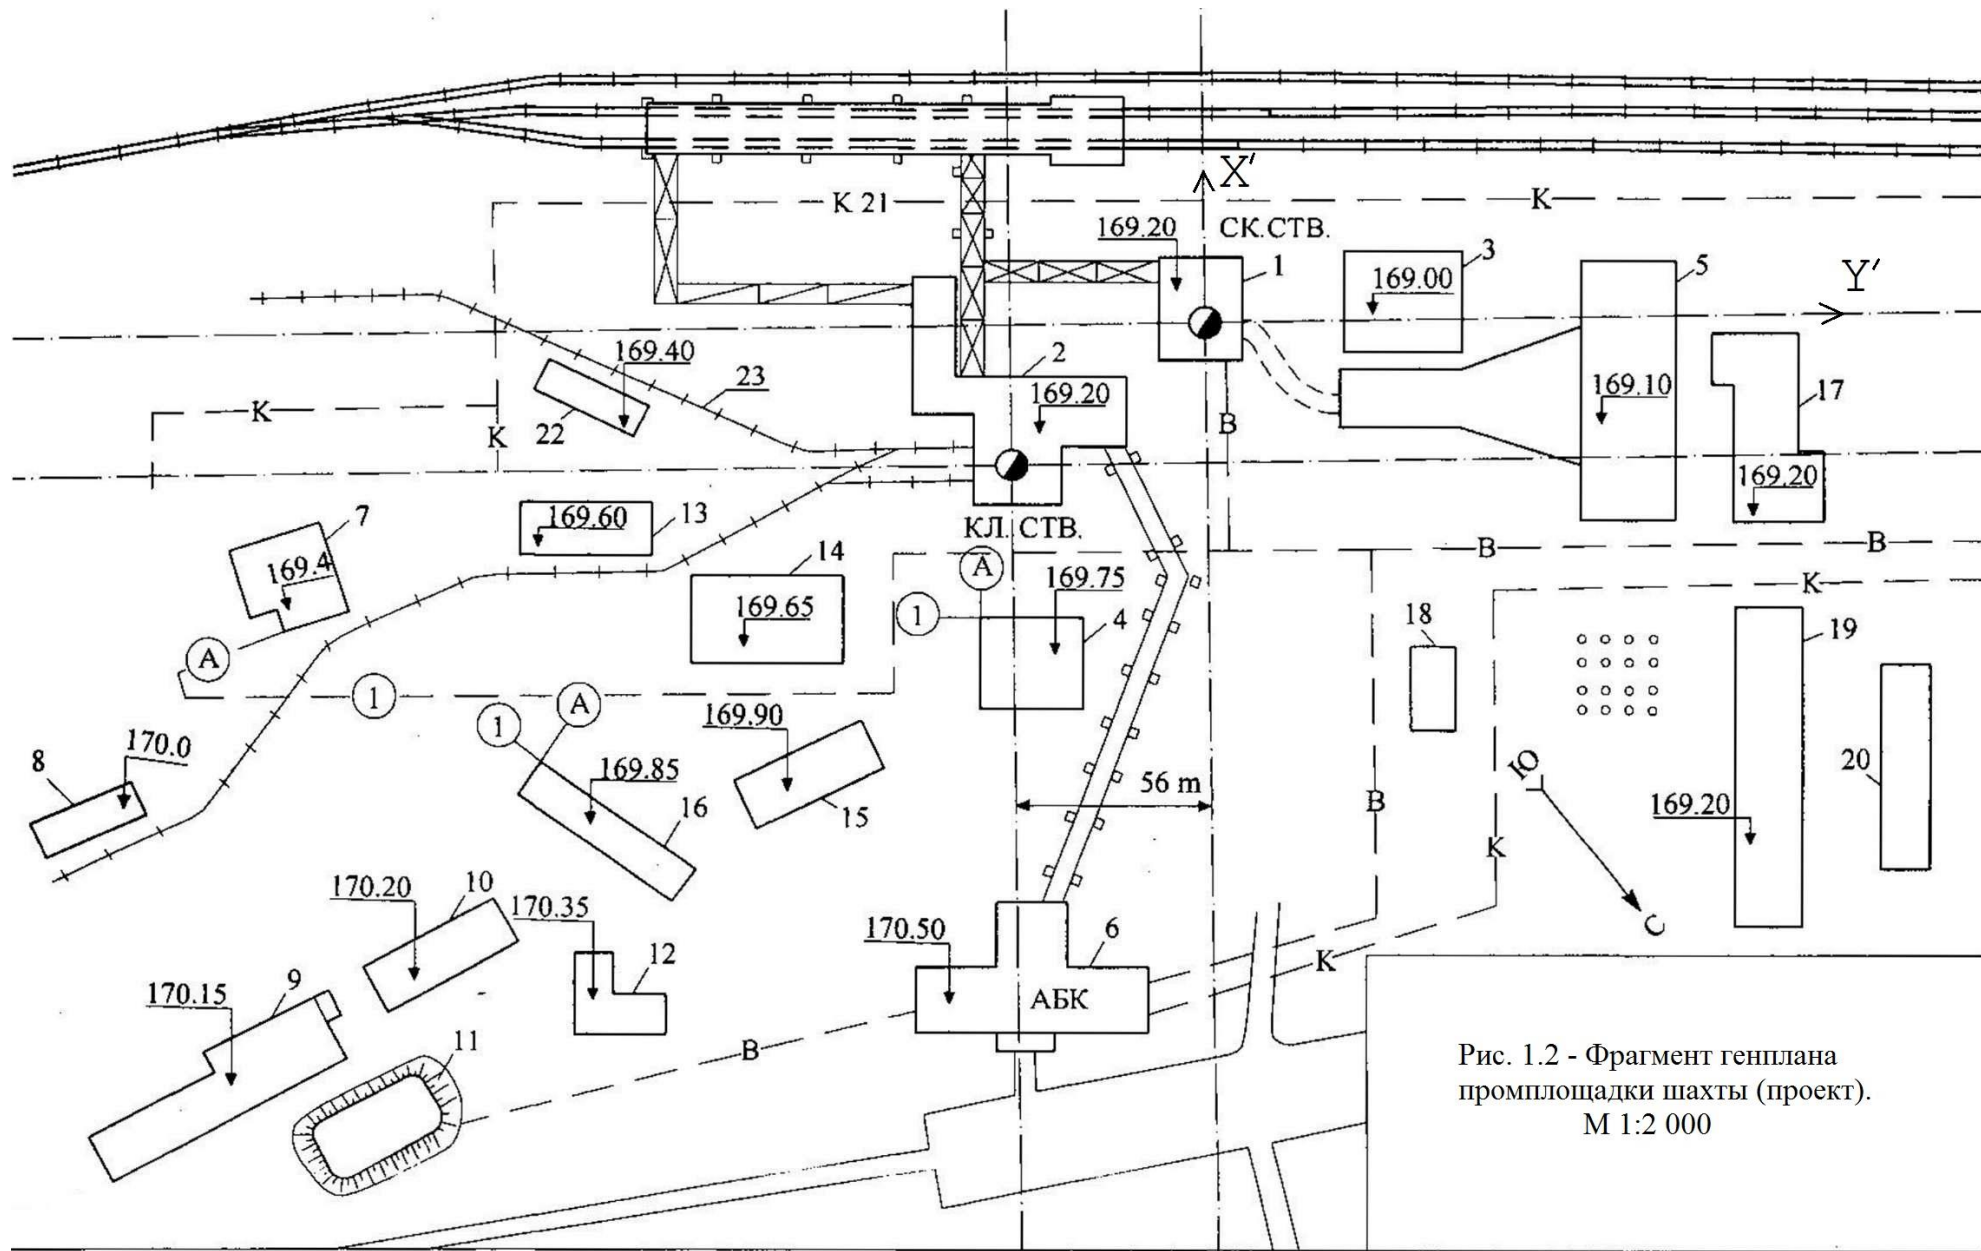 К 21
К
X'
169.20
СК.СТВ.
1
3
169.00
5
Y'
169.40
2
23
169.20
22
К
К
В
169.10
17
169.20
7
169.60
13
КЛ. СТВ.
В
В
169.4
14
А
169.75
К
169.65
1
4
18
19
А
1
1
А
169.90
170.0
8
169.85
16
15
56 m
В
Ю
20
169.20
К
170.20
10
170.35
170.50
6
С
12
К
9
170.15
АБК
11
В
Рис. 1.2 - Фрагмент генплана
промплощадки шахты (проект).
М 1:2 000